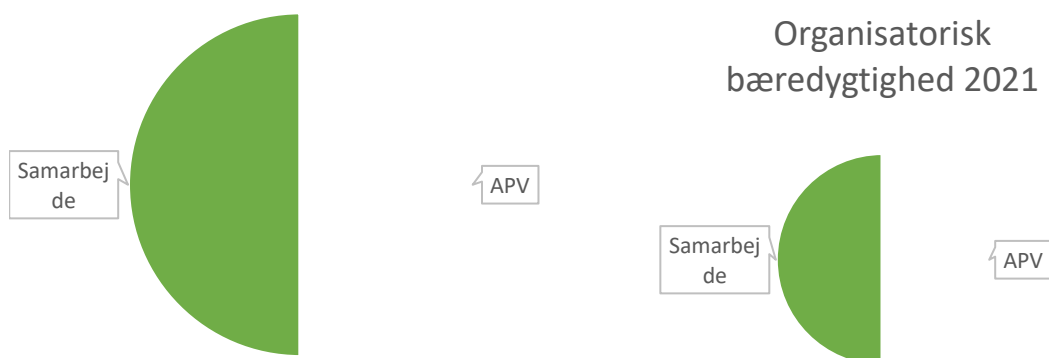 Samarbej
de
APV
Organisatorisk
bæredygtighed 2021
Samarbej
de
APV